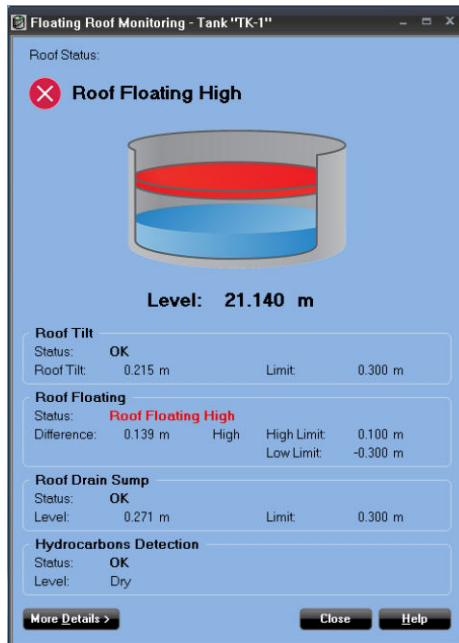 Floating Roof Monitoring - Tank "TK-1"
Roof Status:
Roof Floating High
Level: 21.140 m
Roof Tilt
Status: OK
Roof Tilt: 0.215 m Limit: 0.300 m
Roof Floating
Status: Roof Floating High
Difference: 0.139 m High High Limit: 0.100 m
Low Limit: -0.300 m
Roof Drain Sump
Status: OK
Level: 0.271 m Limit: 0.300 m
Hydrocarbons Detection
Status: OK
Level: Dry
More Details > Close Help